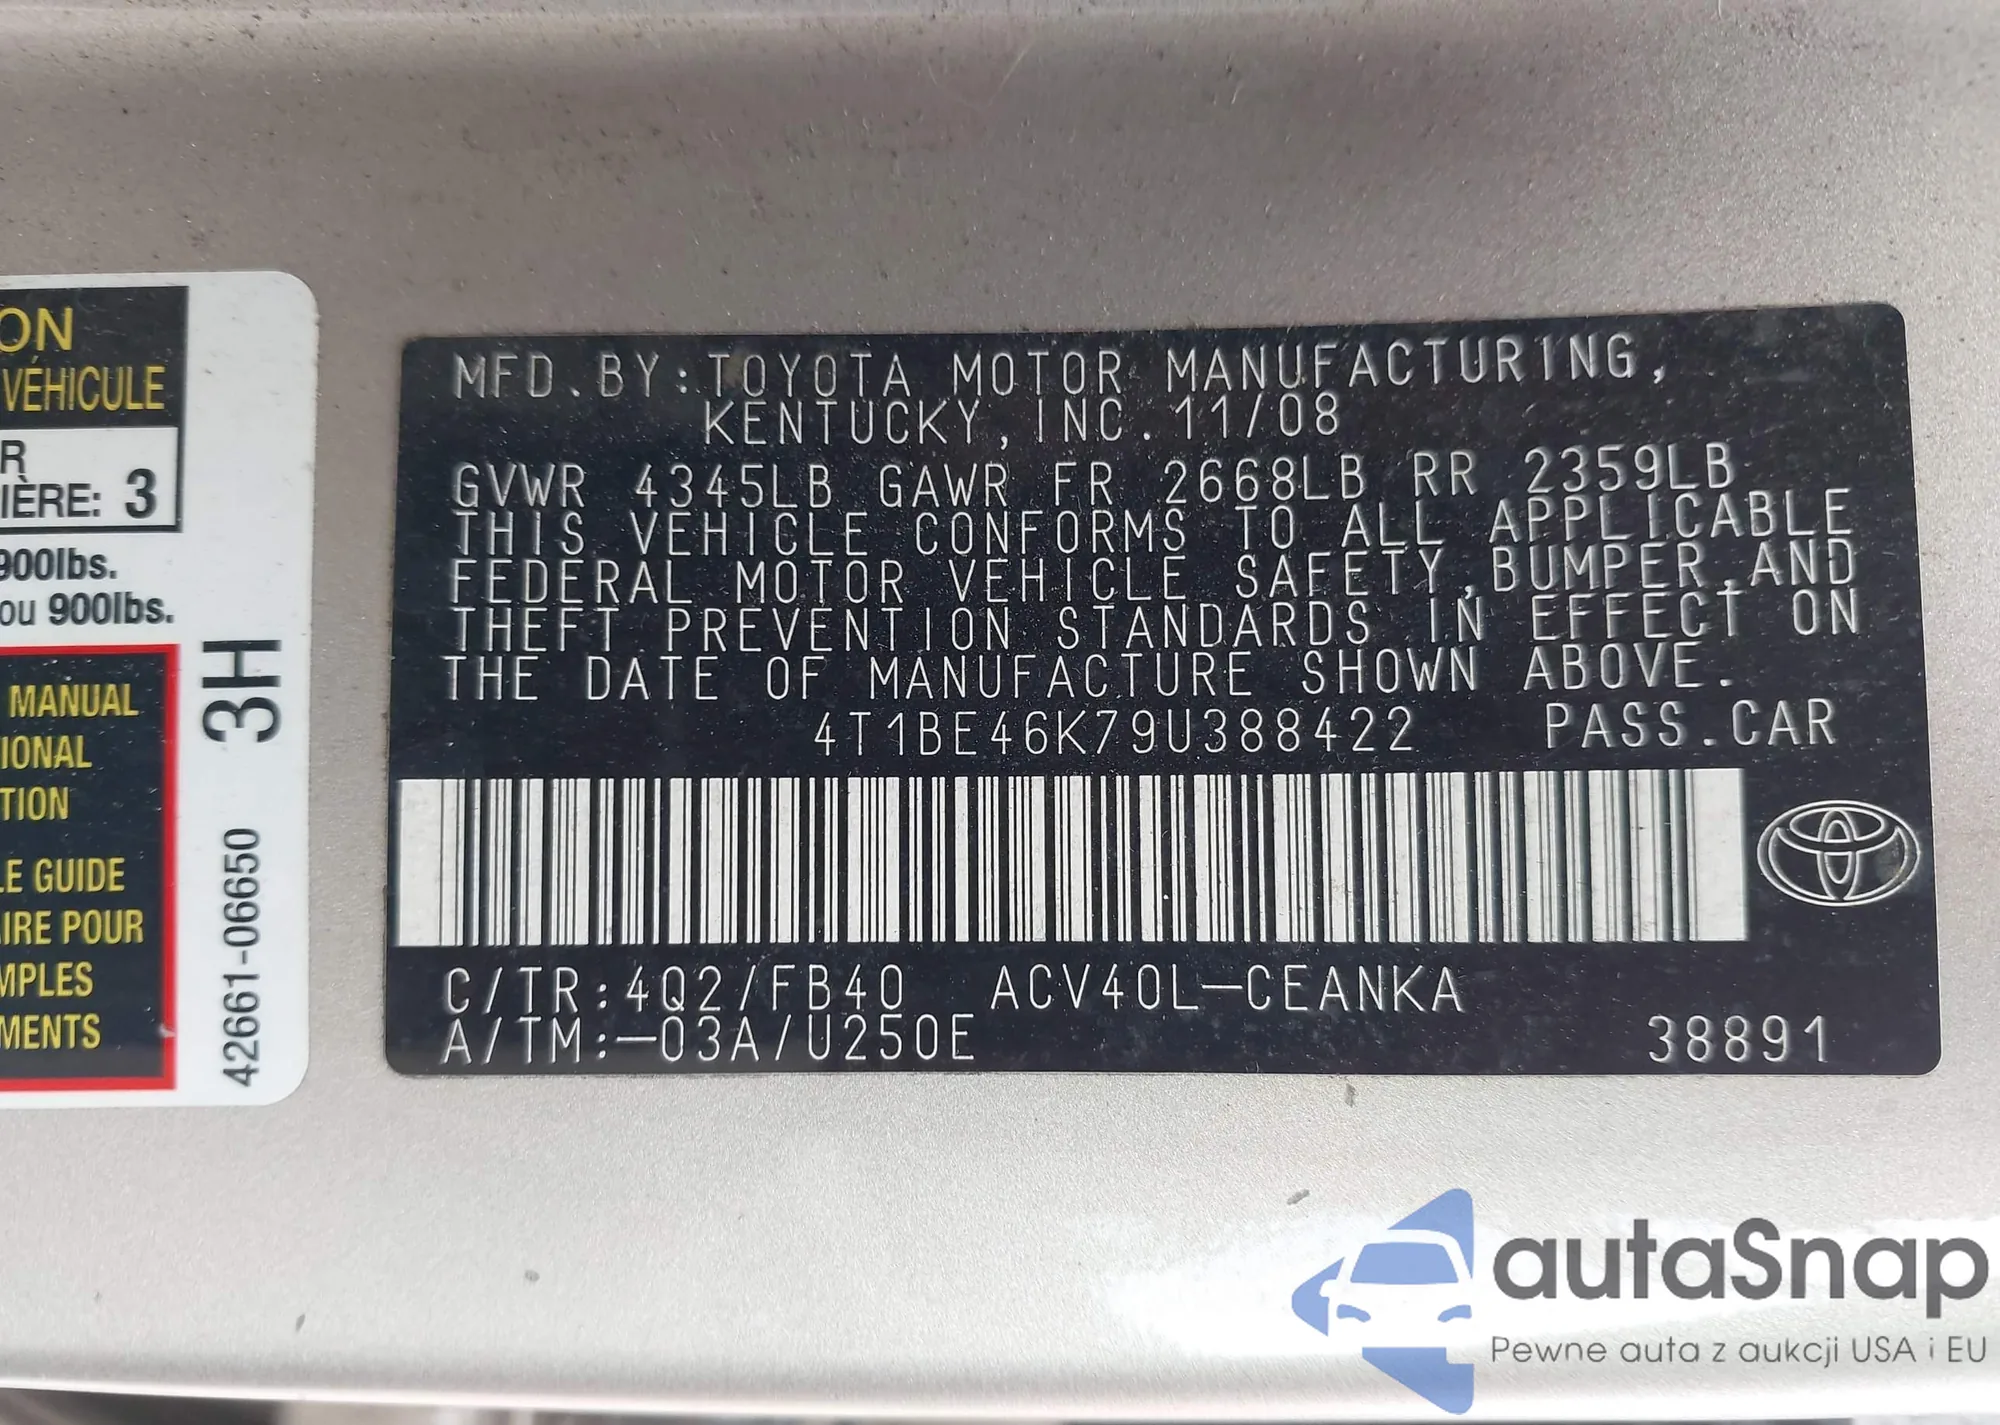 ON
VÉHICULE
R
IÈRE: 3
900lbs.
ou 900lbs.
MANUAL
IONAL
TION
LE GUIDE
AIRE POUR
MPLES
MENTS
3H
42661-06650
MFD.BY:TOYOTA MOTOR MANUFACTURING,
KENTUCKY,INC.11/08
GVWR 4345LB GAWR FR 2668LB RR 2359LB
THIS VEHICLE CONFORMS TO ALL APPLICABLE
FEDERAL MOTOR VEHICLE SAFETY,BUMPER,AND
THEFT PREVENTION STANDARDS IN EFFECT ON
THE DATE OF MANUFACTURE SHOWN ABOVE.
4T1BE46K79U388422 PASS.CAR
C/TR:4Q2/FB40 ACV40L-CEANKA
A/TM:-03A/U250E 38891
autaSnap
Pewne auta z aukcji USA i EU